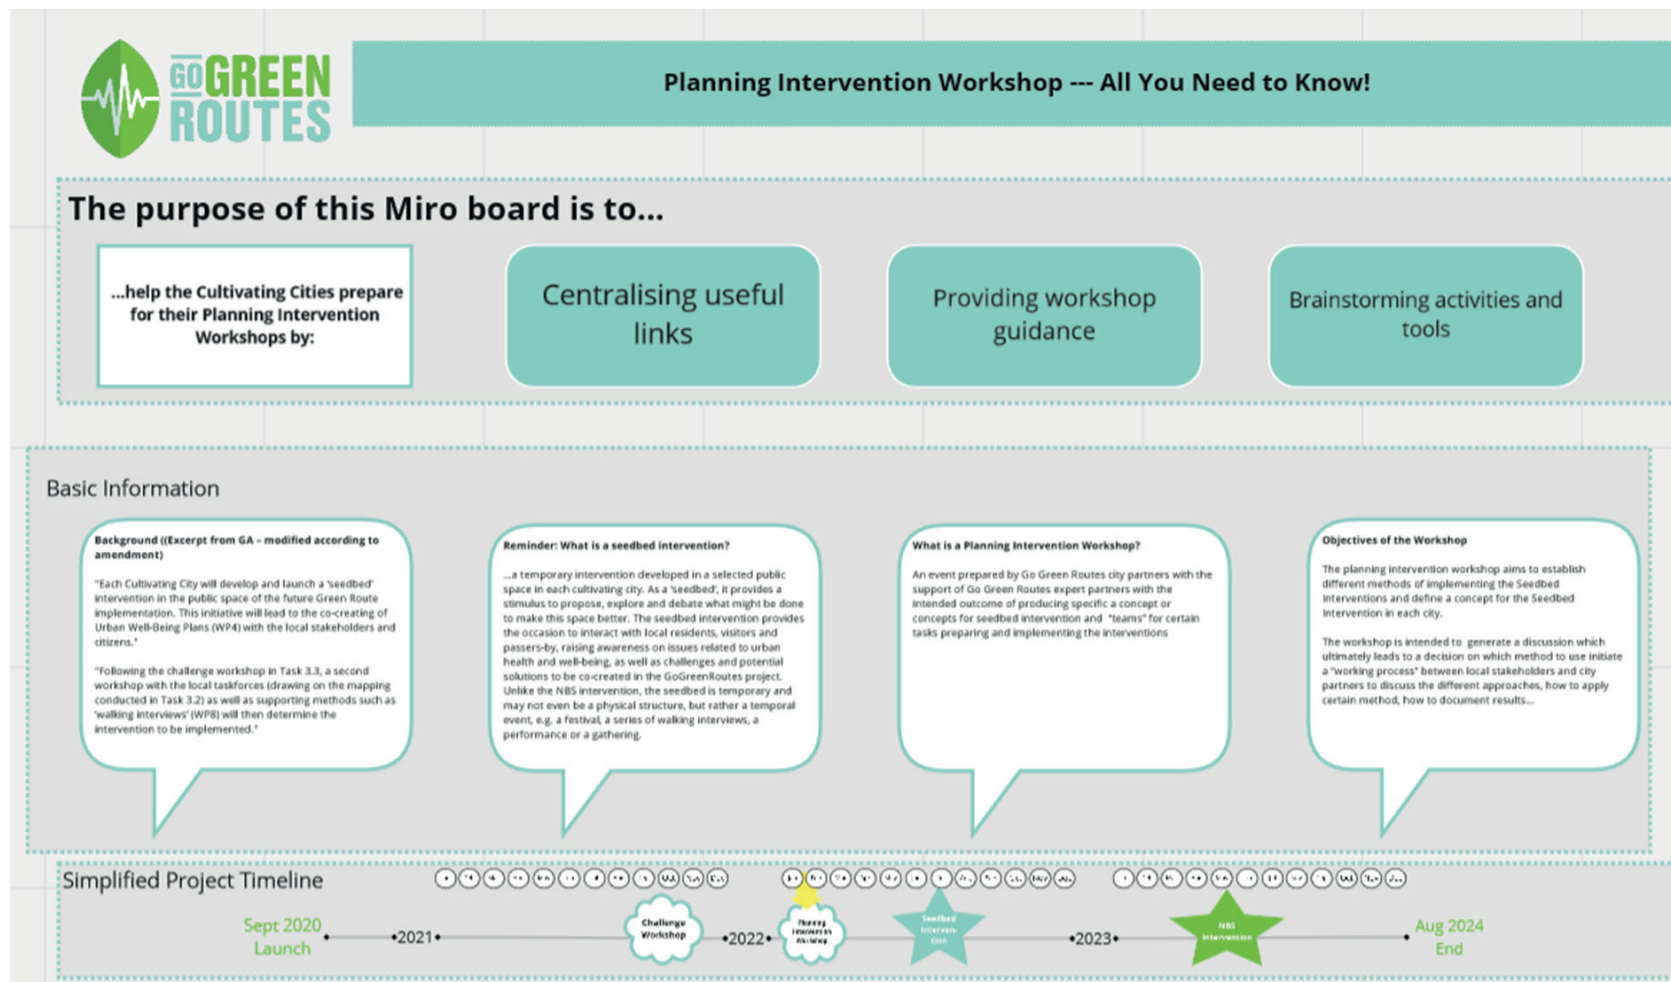 GOGREEN
ROUTES
Planning Intervention Workshop --- All You Need to Know!
The purpose of this Miro board is to...
...help the Cultivating Cities prepare
for their Planning Intervention
Workshops by:
Centralising useful
links
Providing workshop
guidance
Brainstorming activities and
tools
Basic Information
Background ((Excerpt from GA – modified according to
amendment)
"Each Cultivating City will develop and launch a 'seedbed'
intervention in the public space of the future Green Route
implementation. This initiative will lead to the co-creating of
Urban Well-Being Plans (WP4) with the local stakeholders and
citizens."
"Following the challenge workshop in Task 3.3, a second
workshop with the local taskforces (drawing on the mapping
conducted in Task 3.2) as well as supporting methods such as
'walking interviews' (WP8) will then determine the
intervention to be implemented."
Reminder: What is a seedbed intervention?
...a temporary intervention developed in a selected public
space in each cultivating city. As a 'seedbed', it provides a
stimulus to propose, explore and debate what might be done
to make this space better. The seedbed intervention provides
the occasion to interact with local residents, visitors and
passers-by, raising awareness on issues related to urban
health and well-being, as well as challenges and potential
solutions to be co-created in the GoGreenRoutes project.
Unlike the NBS intervention, the seedbed is temporary and
may not even be a physical structure, but rather a temporal
event, e.g. a festival, a series of walking interviews, a
performance or a gathering.
What is a Planning Intervention Workshop?
An event prepared by Go Green Routes city partners with the
support of Go Green Routes expert partners with the
intended outcome of producing specific a concept or
concepts for seedbed intervention and "teams" for certain
tasks preparing and implementing the interventions
Objectives of the Workshop
The planning intervention workshop aims to establish
different methods of implementing the Seedbed
Interventions and define a concept for the Seedbed
Intervention in each city.
The workshop is intended to generate a discussion which
ultimately leads to a decision on which method to use initiate
a "working process" between local stakeholders and city
partners to discuss the different approaches, how to apply
certain method, how to document results...
Simplified Project Timeline
Sept 2020
Launch
2021
Challenge
Workshop
2022
Planning
Intervention
Workshop
Seedbed
Interven-
tion
2023
NBS
Intervention
Aug 2024
End